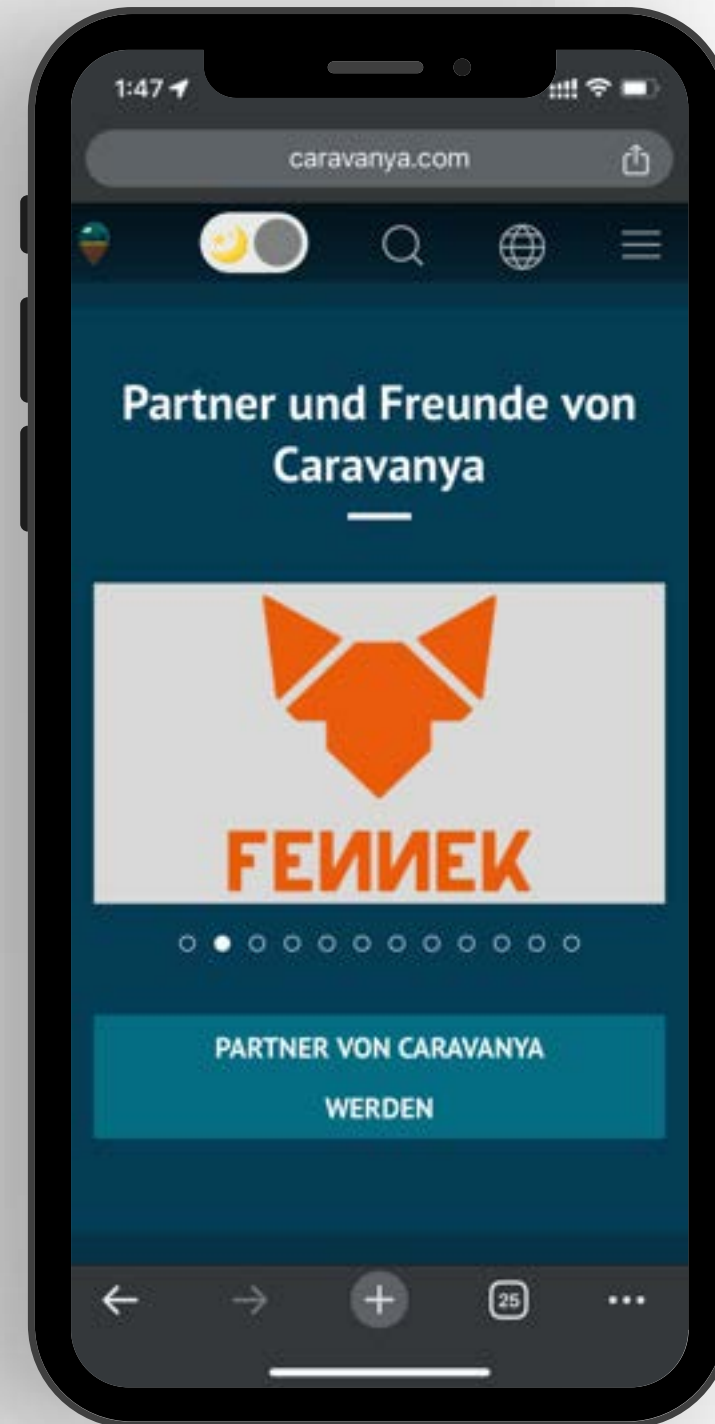 1:47
caravanya.com
Partner und Freunde von
Caravanya
FENNEK
PARTNER VON CARAVANYA
WERDEN
25